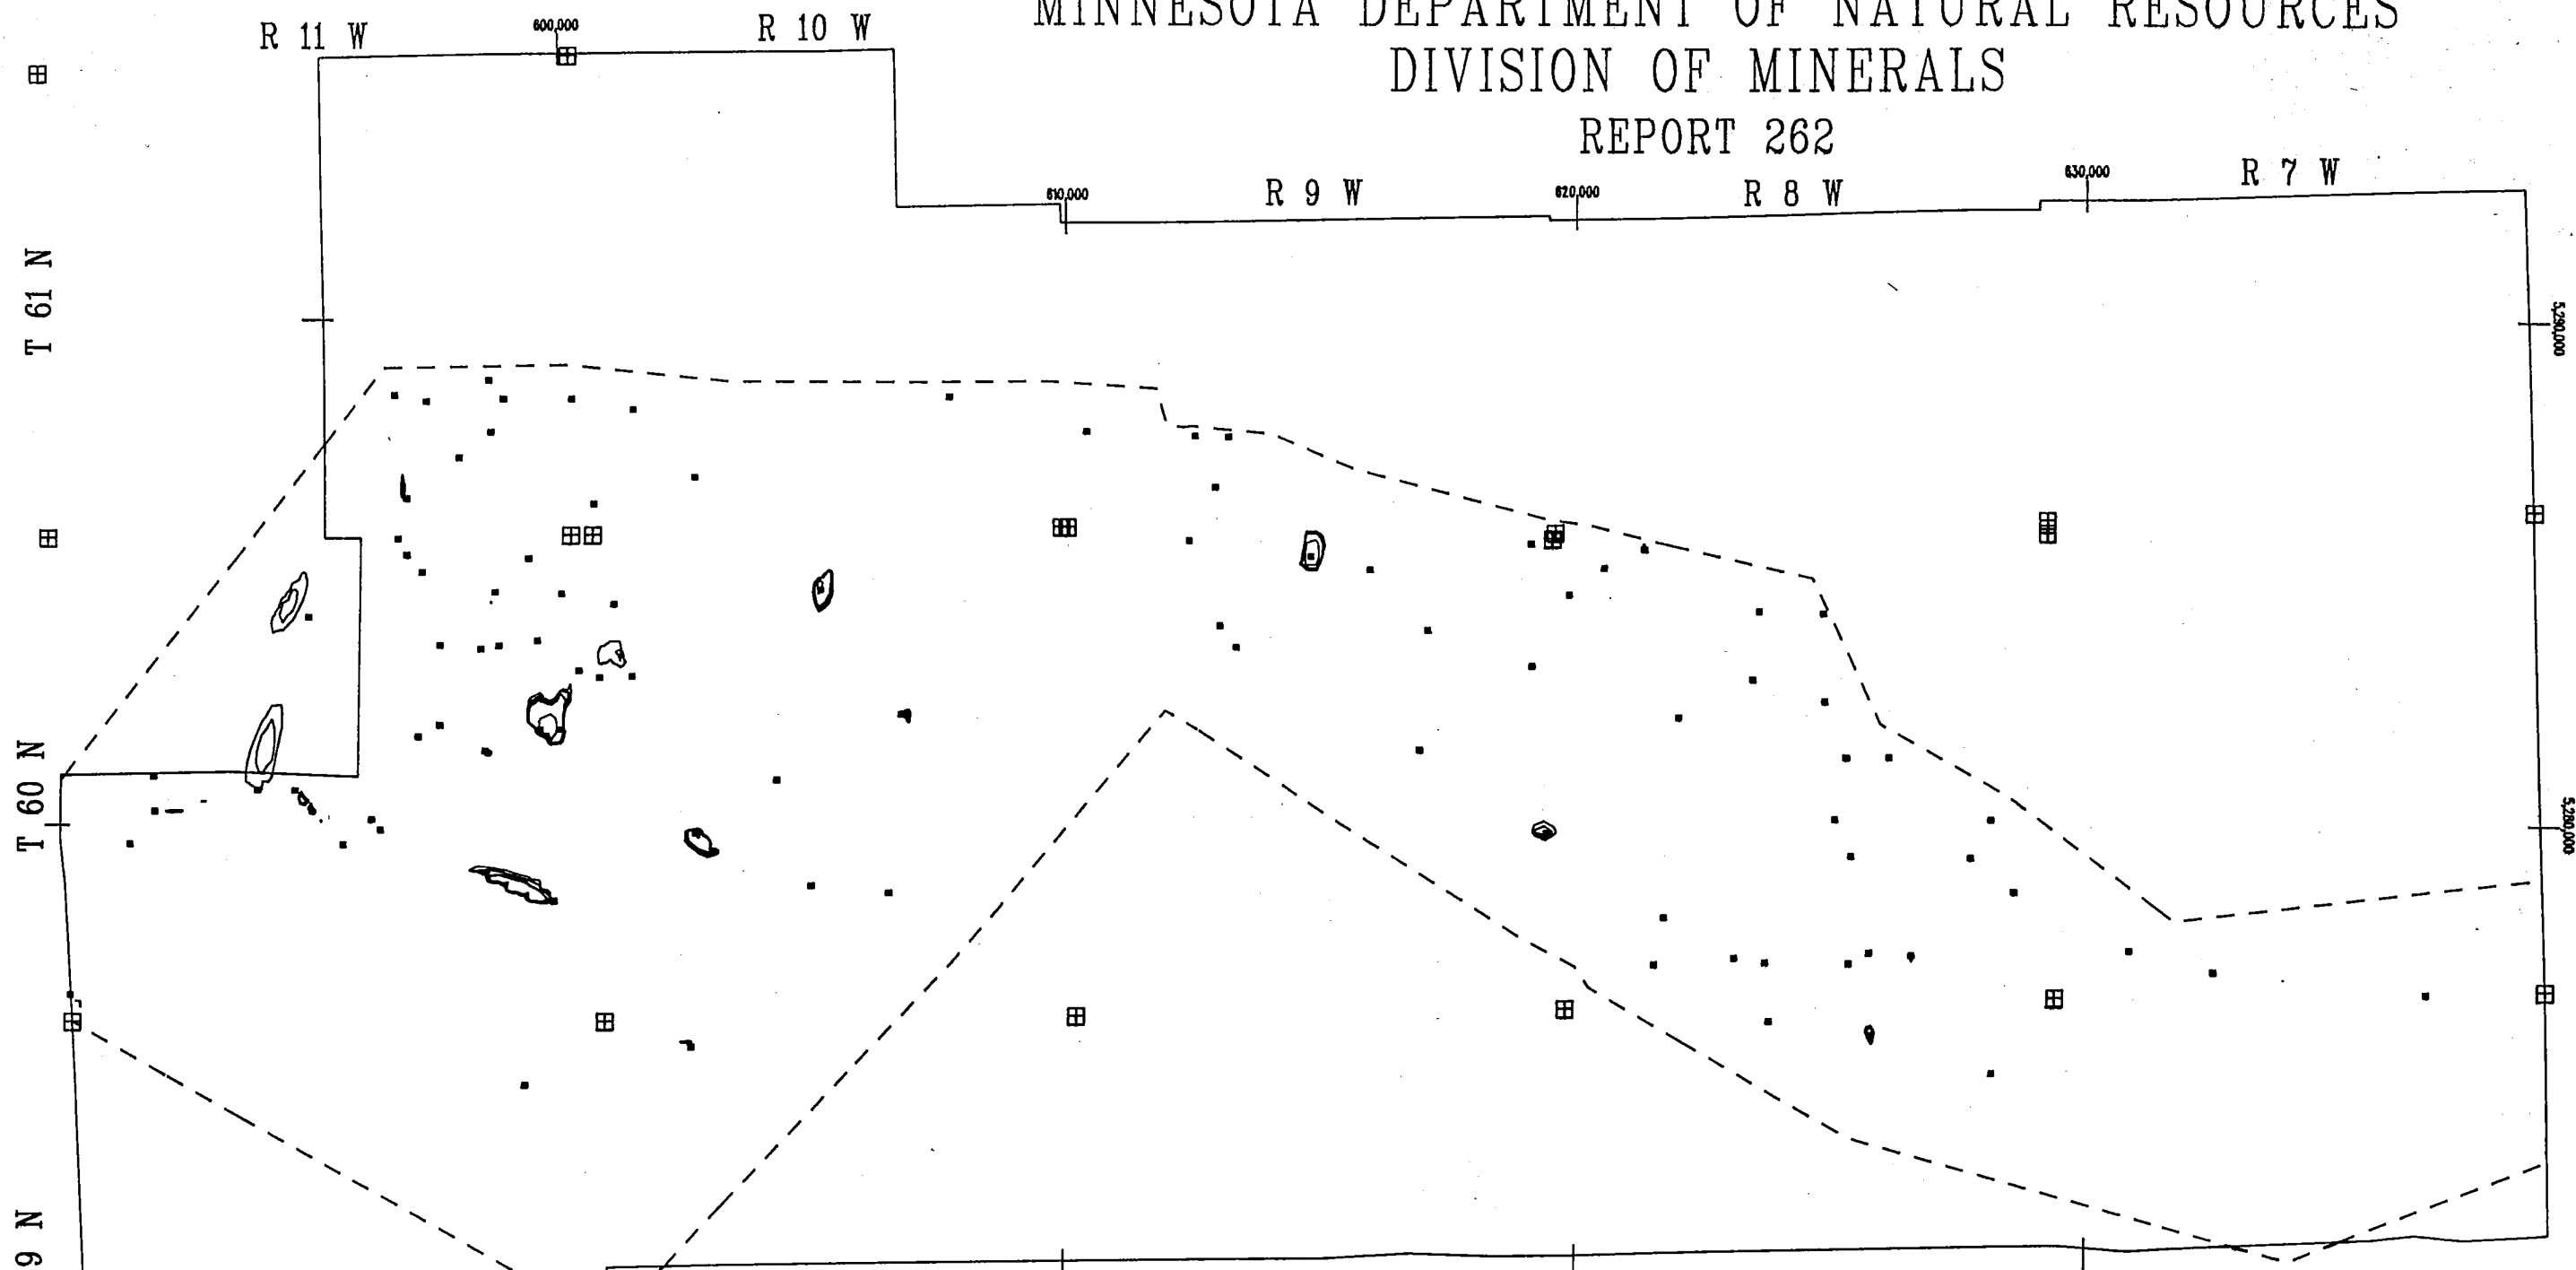 MINNESOTA DEPARTMENT OF NATURAL RESOURCES
DIVISION OF MINERALS
REPORT 262
R 11 W
600,000
R 10 W
610,000
R 9 W
620,000
R 8 W
630,000
R 7 W
T 61 N
5,290,000
T 60 N
5,280,000
9 N